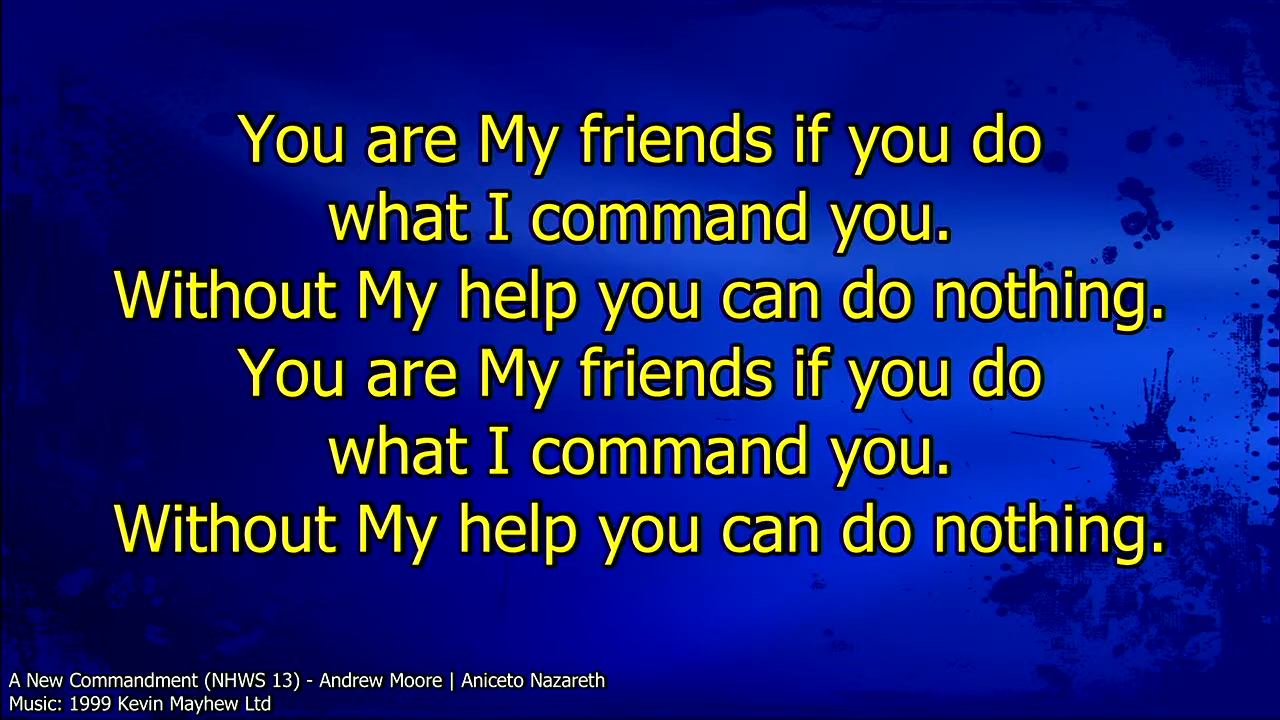 You are My friends if you do
what I command you.
Without My help you can do nothing.
You are My friends if you do
what I command you.
Without My help you can do nothing.
A New Commandment (NHWS 13) - Andrew Moore | Aniceto Nazareth
Music: 1999 Kevin Mayhew Ltd